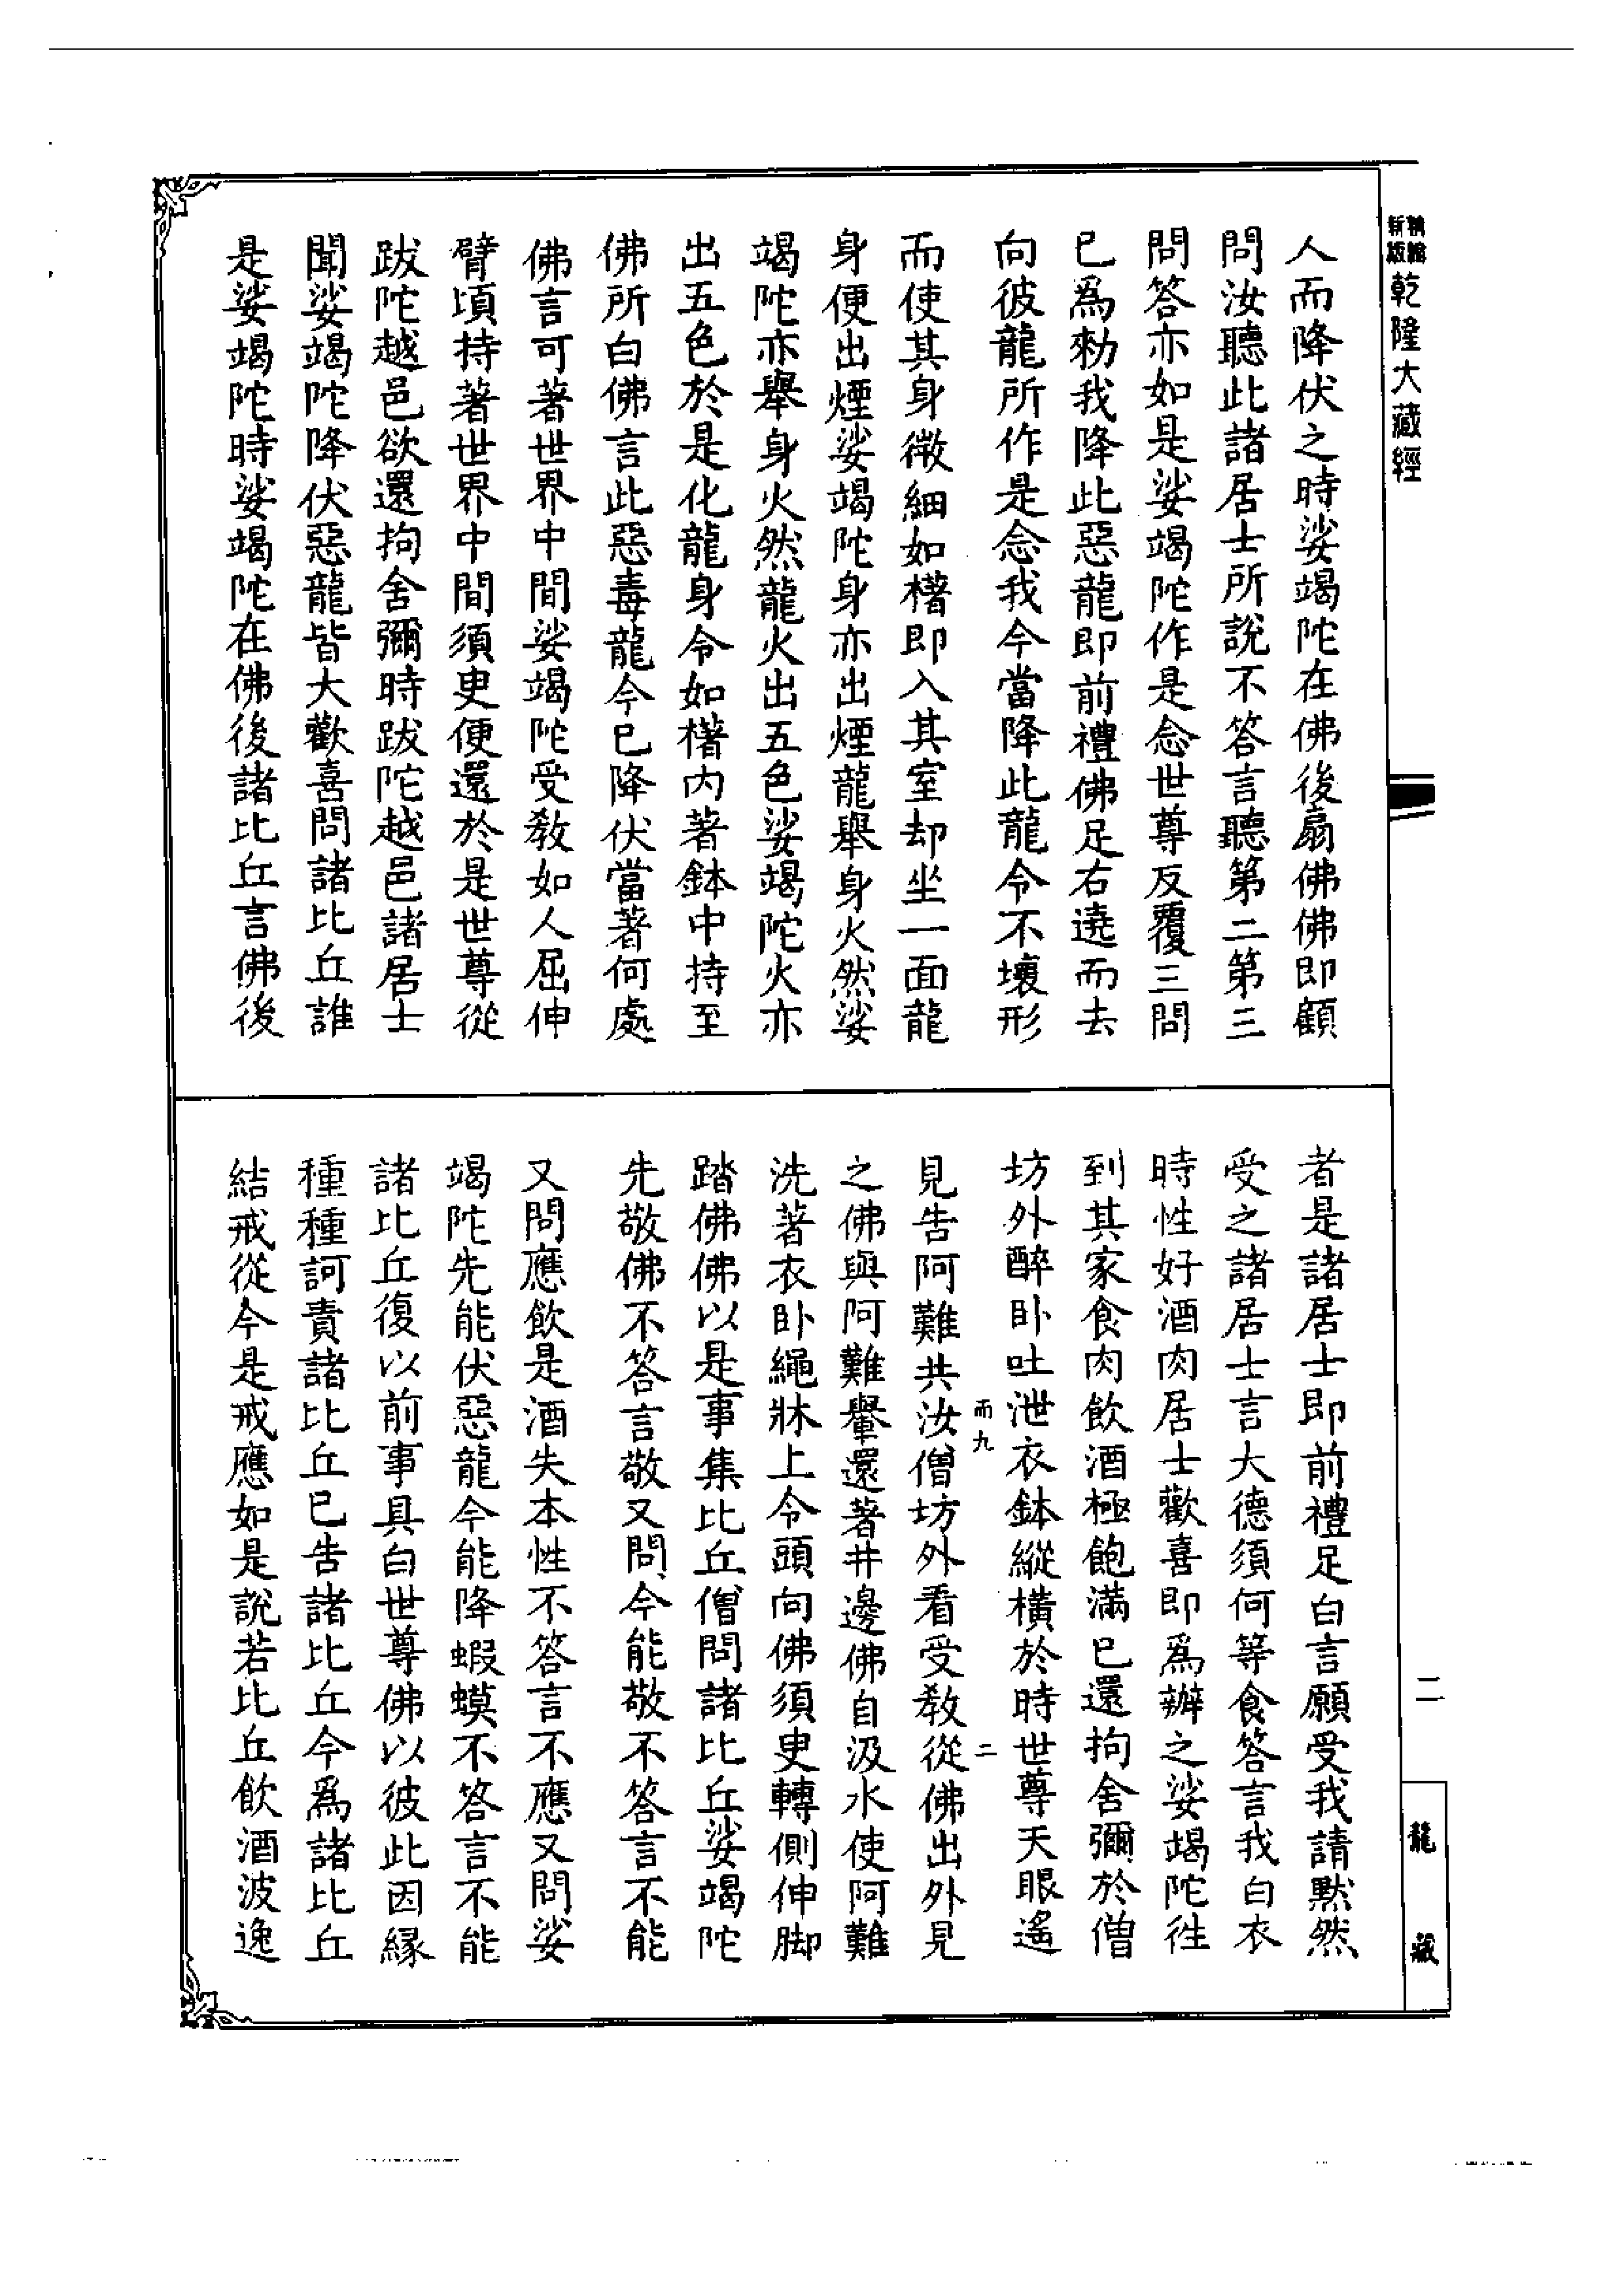 新版精編乾隆大藏經
人而降伏之時娑竭陀在佛後扇佛佛即顧
問汝聽此諸居士所說不答言聽第二第三
問答亦如是娑竭陀作是念世尊反覆三問
已爲勑我降此惡龍即前禮佛足右遶而去
向彼龍所作是念我今當降此龍令不壞形
而使其身微細如櫡即入其室却坐一面龍
身便出煙娑竭陀身亦出煙龍舉身火然娑
竭陀亦舉身火然龍火出五色娑竭陀火亦
出五色於是化龍身令如櫡內著鉢中持至
佛所白佛言此惡毒龍今已降伏當著何處
佛言可著世界中間娑竭陀受教如人屈伸
臂頃持著世界中間須臾便還於是世尊從
跋陀越邑欲還拘舍彌時跋陀越邑諸居士
聞娑竭陀降伏惡龍皆大歡喜問諸比丘誰
是娑竭陀時娑竭陀在佛後諸比丘言佛後
者是諸居士即前禮足白言願受我請默然
受之諸居士言大德須何等食答言我白衣
時性好酒肉居士歡喜即爲辦之娑竭陀往
到其家食肉飲酒極飽滿已還拘舍彌於僧
坊外醉臥吐泄衣鉢縱橫於時世尊天眼遙
而九 二
見告阿難共汝僧坊外看受教從佛出外見
之佛與阿難轝還著井邊佛自汲水使阿難
洗著衣臥繩牀上令頭向佛須臾轉側伸脚
踏佛佛以是事集比丘僧問諸比丘娑竭陀
先敬佛不答言敬又問今能敬不答言不能
又問應飲是酒失本性不答言不應又問娑
竭陀先能伏惡龍今能降蝦蟆不答言不能
諸比丘復以前事具白世尊佛以彼此因緣
種種訶責諸比丘已告諸比丘今爲諸比丘
結戒從今是戒應如是說若比丘飲酒波逸
二
龍藏